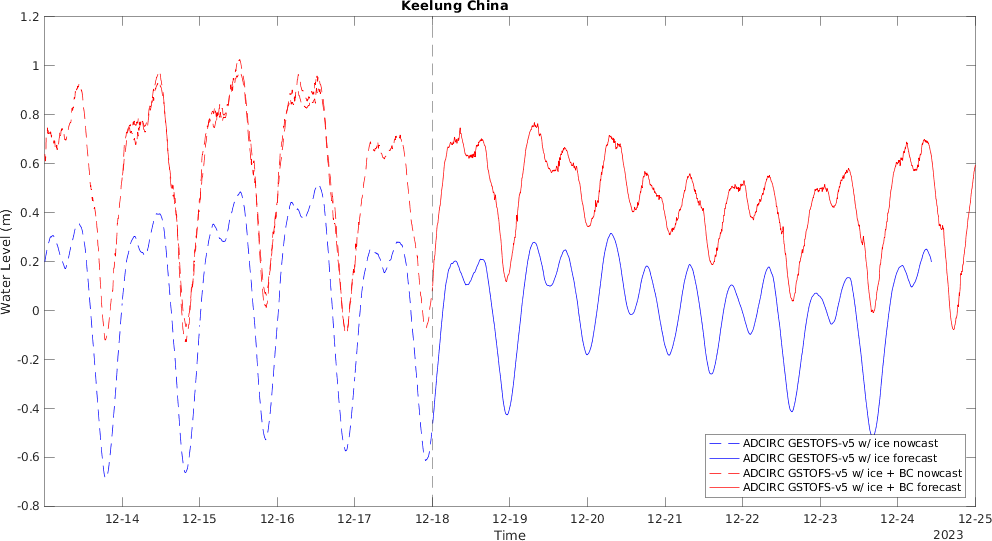 Keelung China
1.2
1
0.8
0.6
0.4
0.2
0
-0.2
-0.4
-0.6
-0.8
Water Level (m)
ADCIRC GESTOFS-v5 w/ ice nowcast
ADCIRC GESTOFS-v5 w/ ice forecast
ADCIRC GSTOFS-v5 w/ ice + BC nowcast
ADCIRC GSTOFS-v5 w/ ice + BC forecast
12-14 12-15 12-16 12-17 12-18 12-19 12-20 12-21 12-22 12-23 12-24 12-25
Time
2023